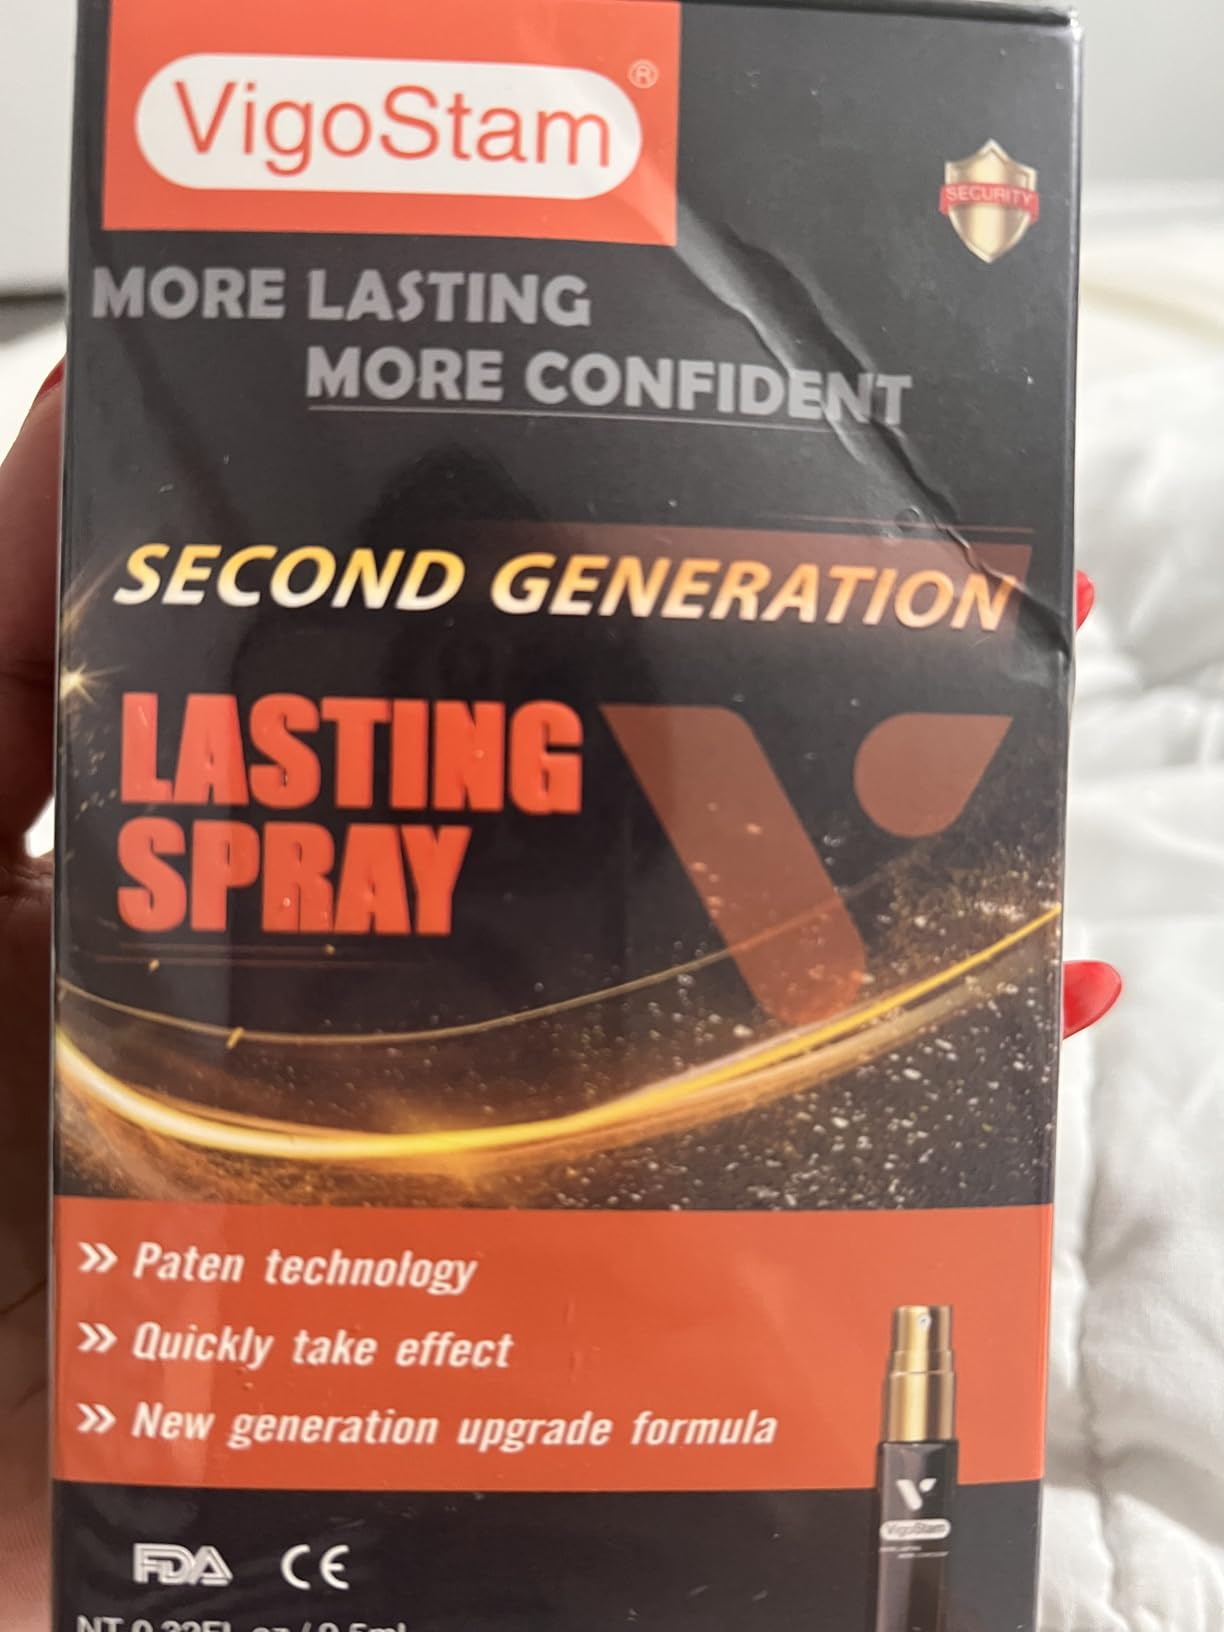 VigoStam®
SECURITY
MORE LASTING
MORE CONFIDENT
SECOND GENERATION
LASTING
SPRAY
>> Paten technology
>> Quickly take effect
>> New generation upgrade formula
VigoStam
FDA CE